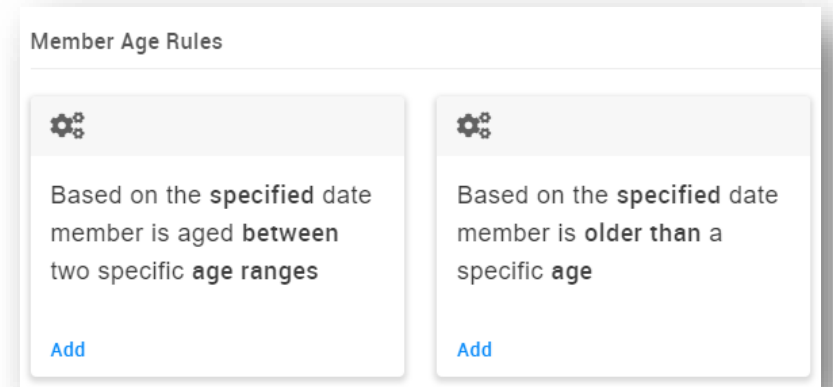 Member Age Rules
Based on the specified date
member is aged between
two specific age ranges
Add
Based on the specified date
member is older than a
specific age
Add